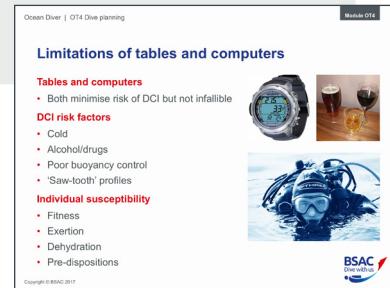 Ocean Diver | OT4 Dive planning
Module OT4
Limitations of tables and computers
Tables and computers
• Both minimise risk of DCI but not infallible
DCI risk factors
• Cold
• Alcohol/drugs
• Poor buoyancy control
• ‘Saw-tooth’ profiles
Individual susceptibility
• Fitness
• Exertion
• Dehydration
• Pre-dispositions
BSAC
Dive with us
Copyright © BSAC 2017